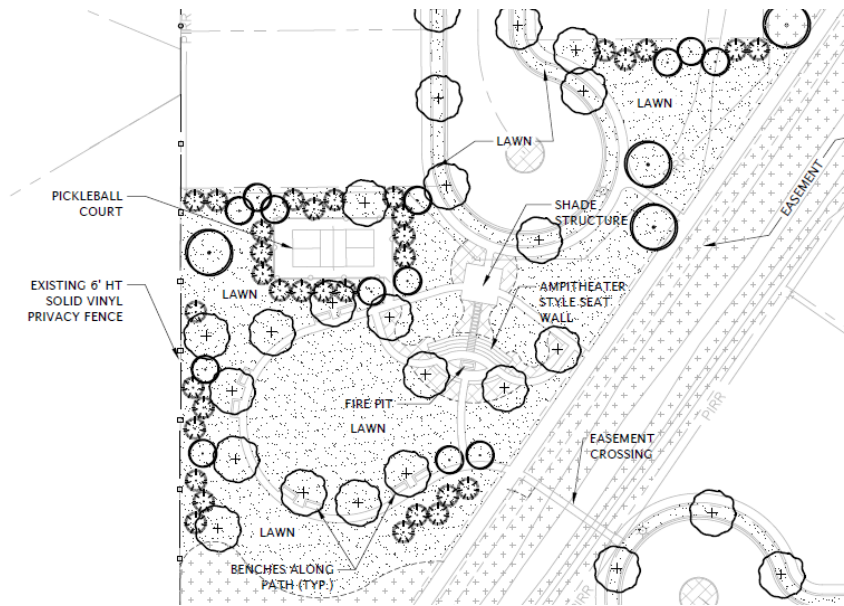 PIRR
LAWN
LAWN
PICKLEBALL
COURT
SHADE
STRUCTURE
EASEMENT
EXISTING 6' HT
SOLID VINYL
PRIVACY FENCE
LAWN
AMPITHEATER
STYLE SEAT
WALL
PIRR
FIRE PIT
LAWN
EASEMENT
CROSSING
LAWN
BENCHES ALONG
PATH (TYP.)
PIRR